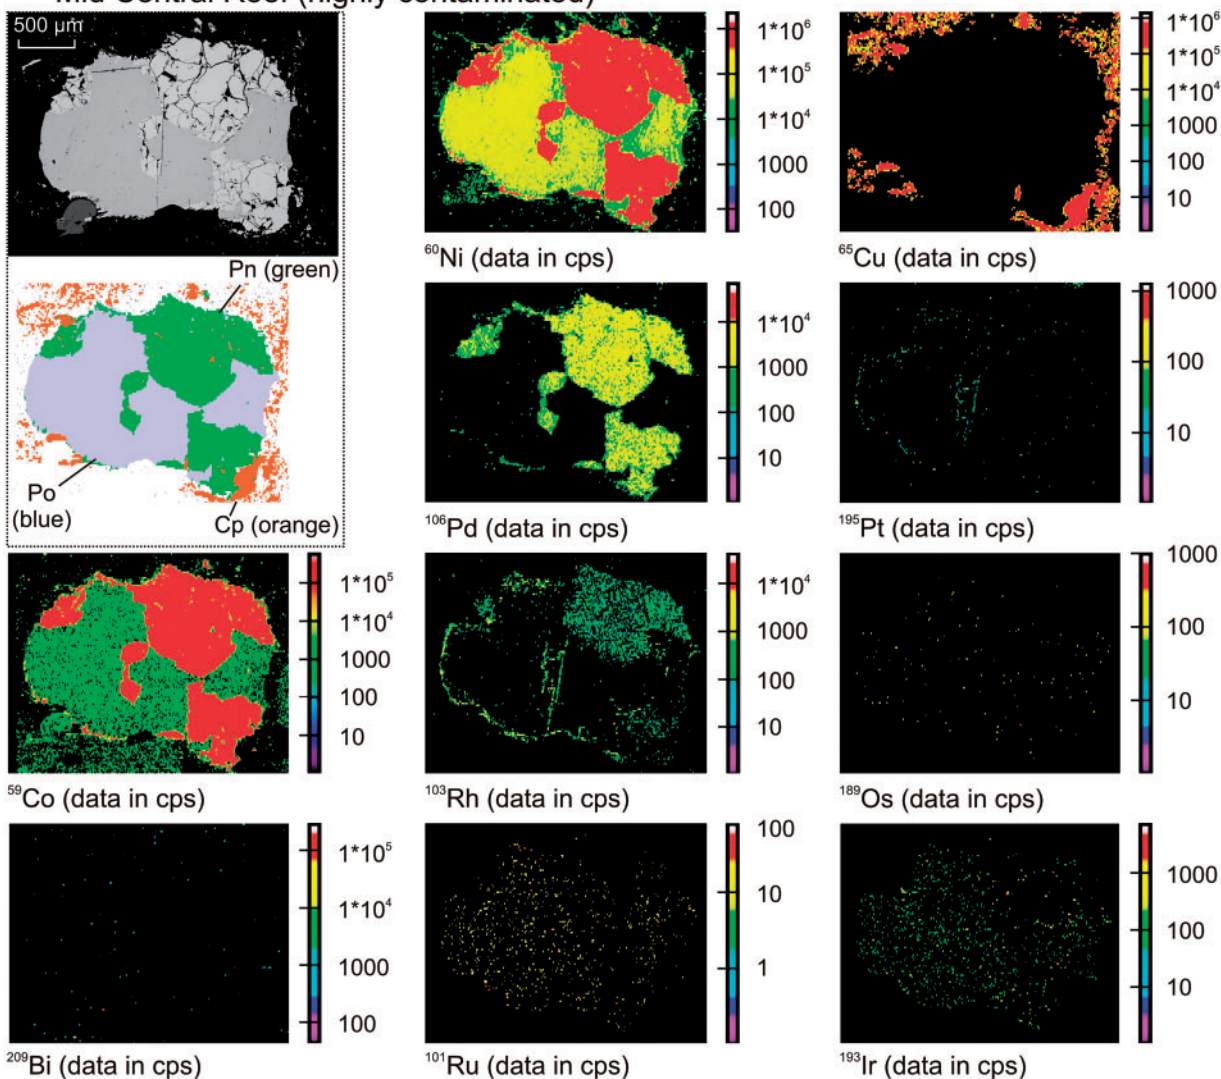 Mid Central Reef (highly contaminated)
500 µm
Pn (green)
Po
(blue)
Cp (orange)
1*10⁶
1*10⁵
1*10⁴
1000
100
⁶⁰Ni (data in cps)
1*10⁶
1*10⁵
1*10⁴
1000
100
10
⁶⁵Cu (data in cps)
1*10⁴
1000
100
10
¹⁰⁶Pd (data in cps)
1000
100
10
¹⁹⁵Pt (data in cps)
1*10⁵
1*10⁴
1000
100
10
⁵⁹Co (data in cps)
1*10⁴
1000
100
10
¹⁰³Rh (data in cps)
1000
100
10
¹⁸⁹Os (data in cps)
1*10⁵
1*10⁴
1000
100
²⁰⁹Bi (data in cps)
100
10
1
¹⁰¹Ru (data in cps)
1000
100
10
¹⁹³Ir (data in cps)